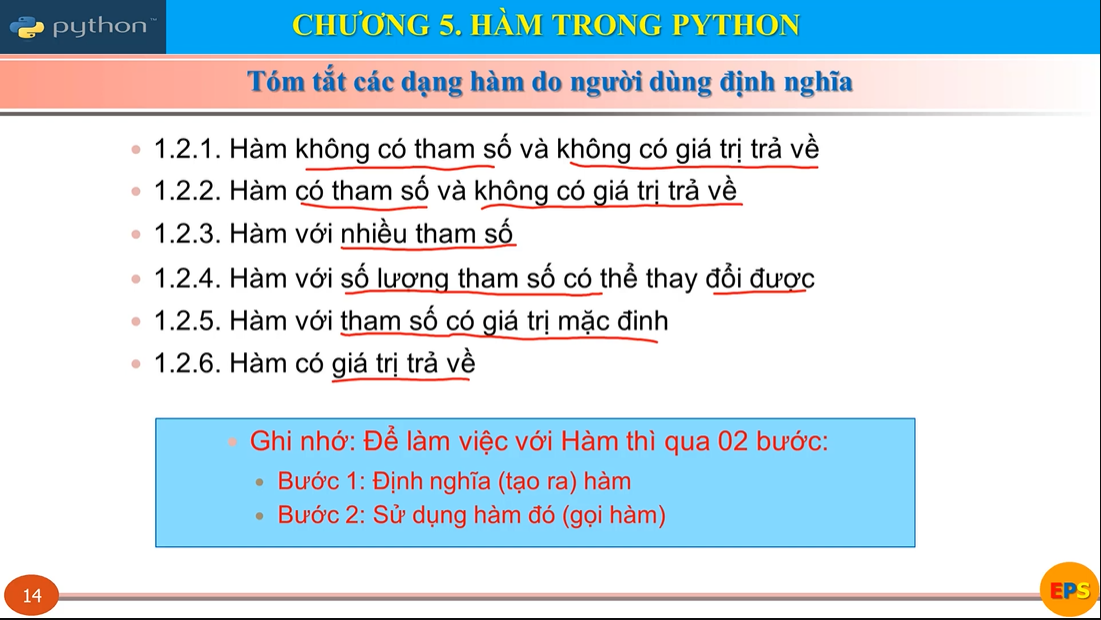 python™
CHƯƠNG 5. HÀM TRONG PYTHON
Tóm tắt các dạng hàm do người dùng định nghĩa
1.2.1. Hàm không có tham số và không có giá trị trả về
1.2.2. Hàm có tham số và không có giá trị trả về
1.2.3. Hàm với nhiều tham số
1.2.4. Hàm với số lượng tham số có thể thay đổi được
1.2.5. Hàm với tham số có giá trị mặc đinh
1.2.6. Hàm có giá trị trả về
Ghi nhớ: Để làm việc với Hàm thì qua 02 bước:
Bước 1: Định nghĩa (tạo ra) hàm
Bước 2: Sử dụng hàm đó (gọi hàm)
14
EPS